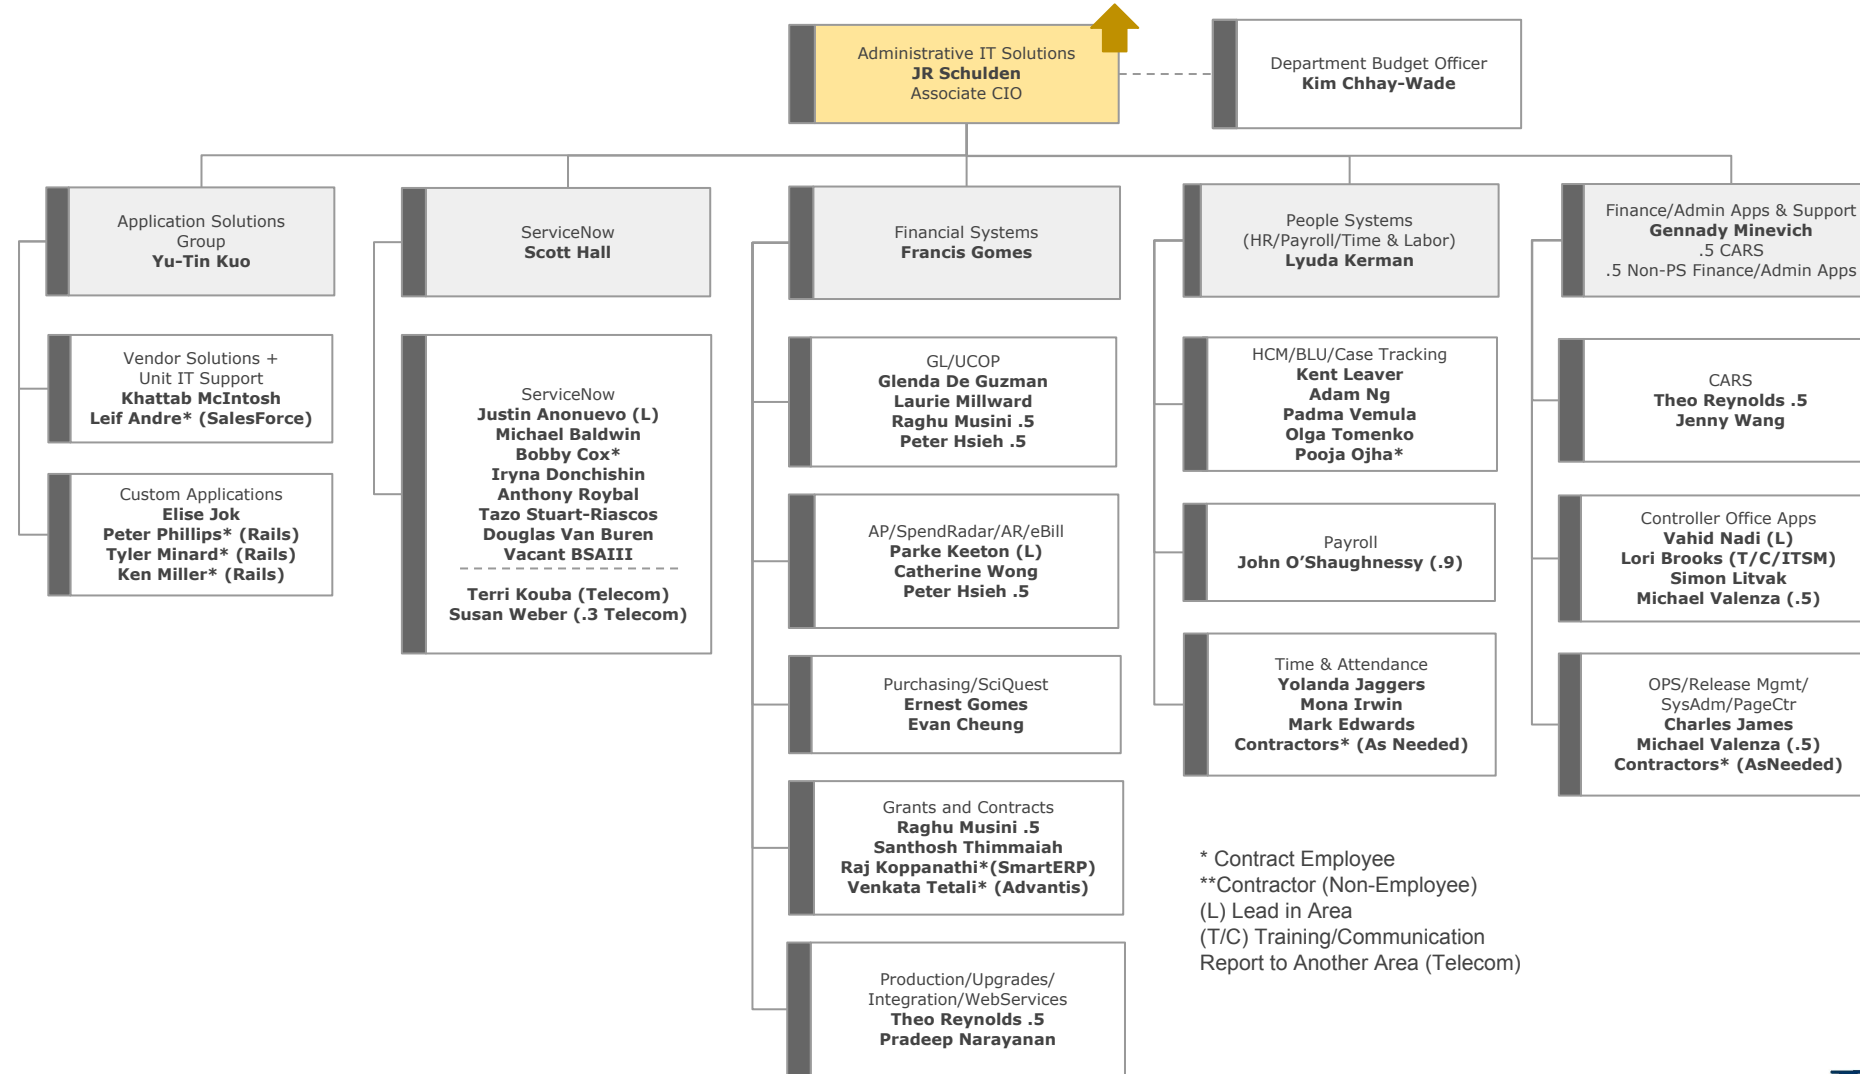 Administrative IT Solutions
JR Schulden
Associate CIO
Department Budget Officer
Kim Chhay-Wade
Application Solutions
Group
Yu-Tin Kuo
ServiceNow
Scott Hall
Financial Systems
Francis Gomes
People Systems
(HR/Payroll/Time & Labor)
Lyuda Kerman
Finance/Admin Apps & Support
Gennady Minevich
.5 CARS
.5 Non-PS Finance/Admin Apps
Vendor Solutions +
Unit IT Support
Khattab McIntosh
Leif Andre* (SalesForce)
Custom Applications
Elise Jok
Peter Phillips* (Rails)
Tyler Minard* (Rails)
Ken Miller* (Rails)
ServiceNow
Justin Anonuevo (L)
Michael Baldwin
Bobby Cox*
Iryna Donchishin
Anthony Roybal
Tazo Stuart-Riascos
Douglas Van Buren
Vacant BSAIII
Terri Kouba (Telecom)
Susan Weber (.3 Telecom)
GL/UCOP
Glenda De Guzman
Laurie Millward
Raghu Musini .5
Peter Hsieh .5
AP/SpendRadar/AR/eBill
Parke Keeton (L)
Catherine Wong
Peter Hsieh .5
Purchasing/SciQuest
Ernest Gomes
Evan Cheung
Grants and Contracts
Raghu Musini .5
Santhosh Thimmaiah
Raj Koppanathi*(SmartERP)
Venkata Tetali* (Advantis)
Production/Upgrades/
Integration/WebServices
Theo Reynolds .5
Pradeep Narayanan
HCM/BLU/Case Tracking
Kent Leaver
Adam Ng
Padma Vemula
Olga Tomenko
Pooja Ojha*
Payroll
John O’Shaughnessy (.9)
Time & Attendance
Yolanda Jaggers
Mona Irwin
Mark Edwards
Contractors* (As Needed)
CARS
Theo Reynolds .5
Jenny Wang
Controller Office Apps
Vahid Nadi (L)
Lori Brooks (T/C/ITSM)
Simon Litvak
Michael Valenza (.5)
OPS/Release Mgmt/
SysAdm/PageCtr
Charles James
Michael Valenza (.5)
Contractors* (AsNeeded)
* Contract Employee
**Contractor (Non-Employee)
(L) Lead in Area
(T/C) Training/Communication
Report to Another Area (Telecom)